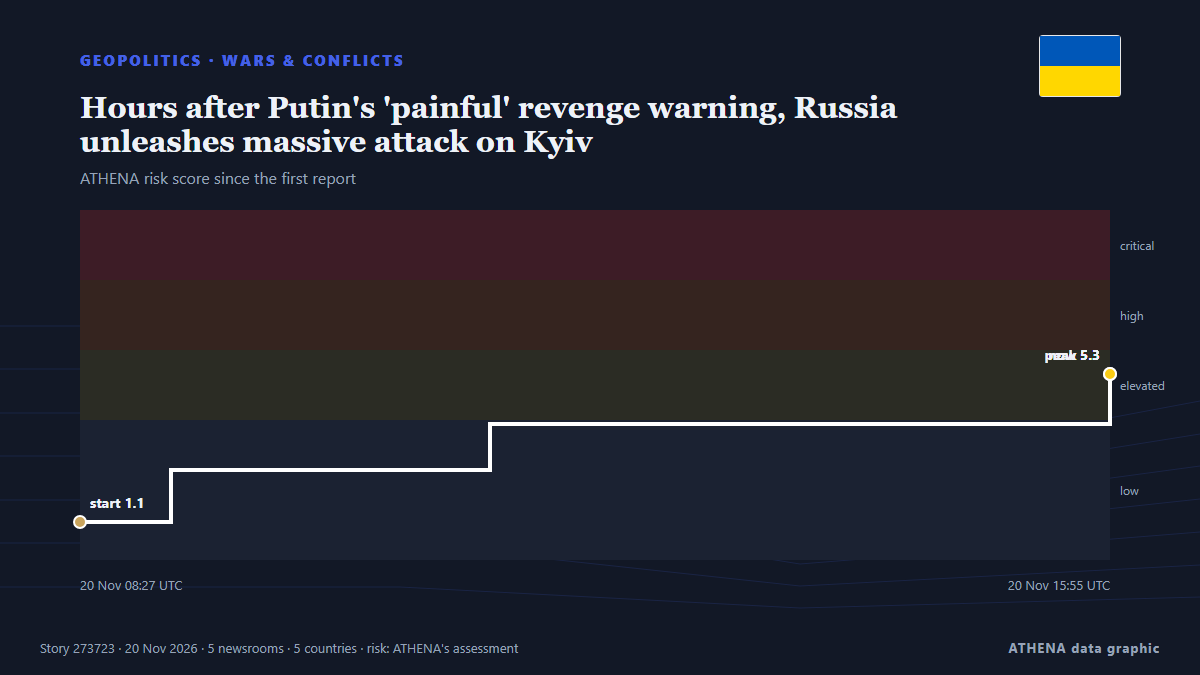 GEOPOLITICS · WARS & CONFLICTS
Hours after Putin's 'painful' revenge warning, Russia
unleashes massive attack on Kyiv
ATHENA risk score since the first report
critical
high
peak 5.3
elevated
start 1.1
low
20 Nov 08:27 UTC
20 Nov 15:55 UTC
Story 273723 · 20 Nov 2026 · 5 newsrooms · 5 countries · risk: ATHENA's assessment
ATHENA data graphic